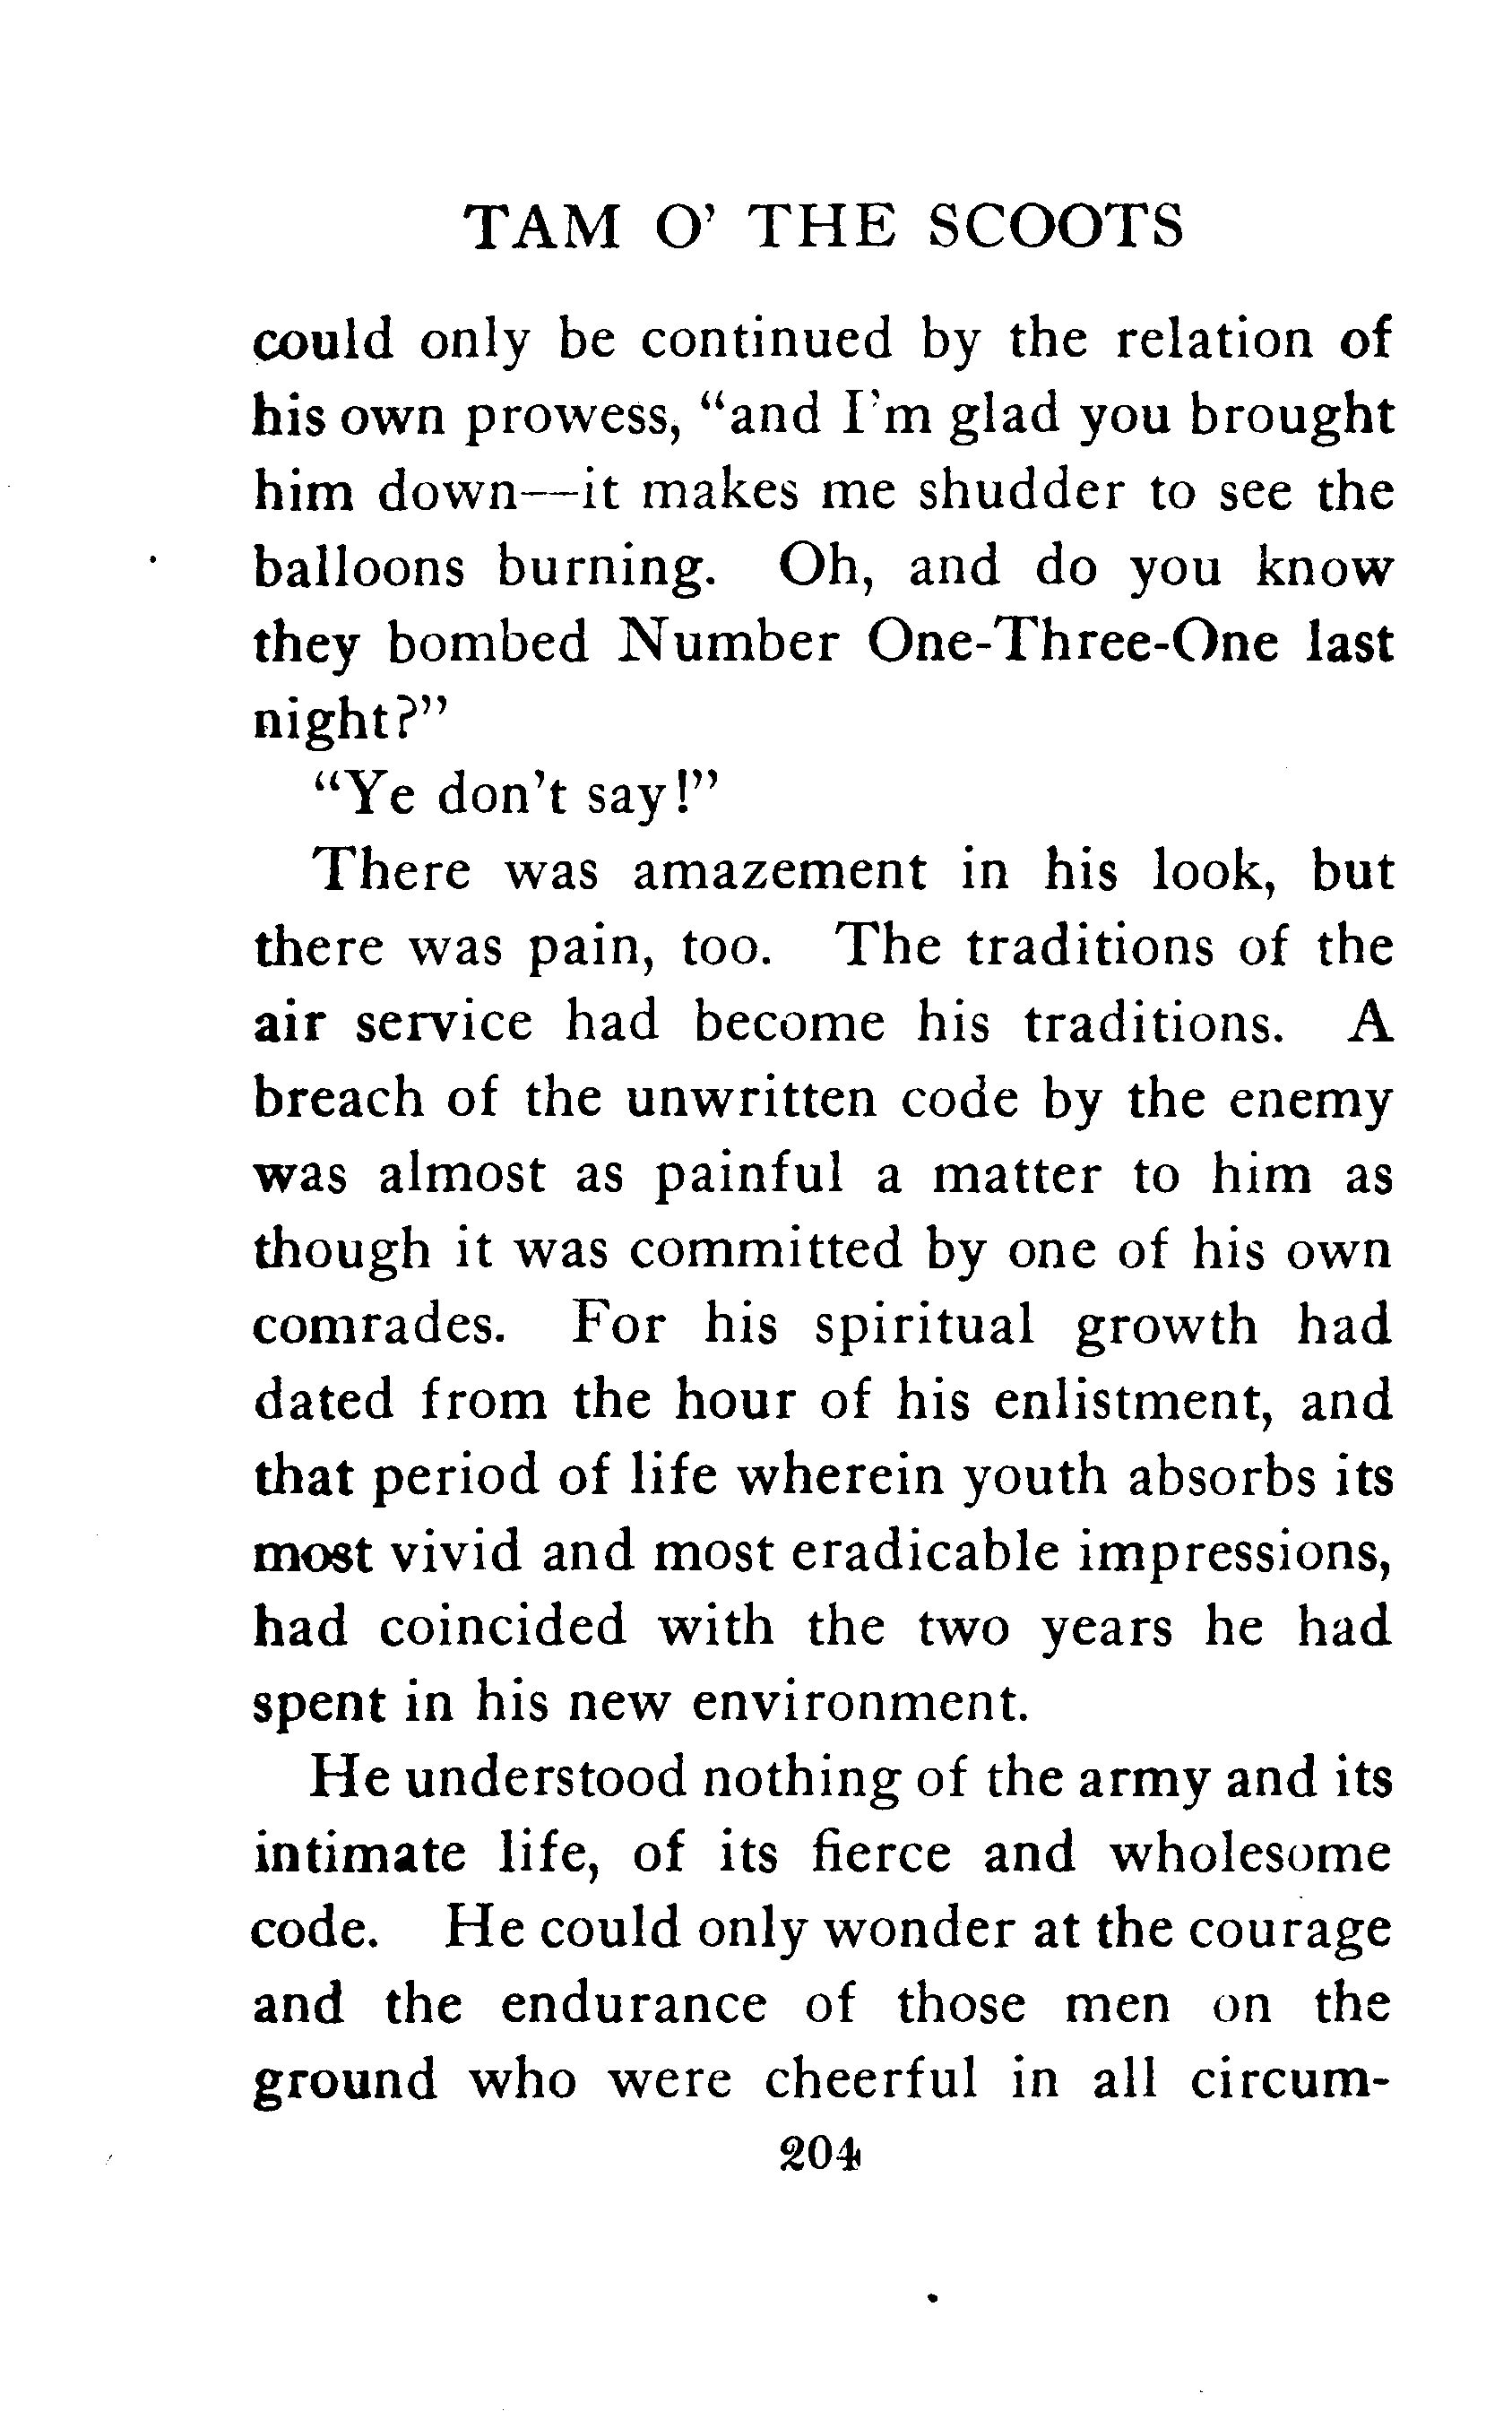 TAM O' THE SCOOTS
could only be continued by the relation of
his own prowess, "and I'm glad you brought
him down—it makes me shudder to see the
balloons burning. Oh, and do you know
they bombed Number One-Three-One last
night?"
"Ye don't say!"
There was amazement in his look, but
there was pain, too. The traditions of the
air service had become his traditions. A
breach of the unwritten code by the enemy
was almost as painful a matter to him as
though it was committed by one of his own
comrades. For his spiritual growth had
dated from the hour of his enlistment, and
that period of life wherein youth absorbs its
most vivid and most eradicable impressions,
had coincided with the two years he had
spent in his new environment.
He understood nothing of the army and its
intimate life, of its fierce and wholesome
code. He could only wonder at the courage
and the endurance of those men on the
ground who were cheerful in all circum-
204